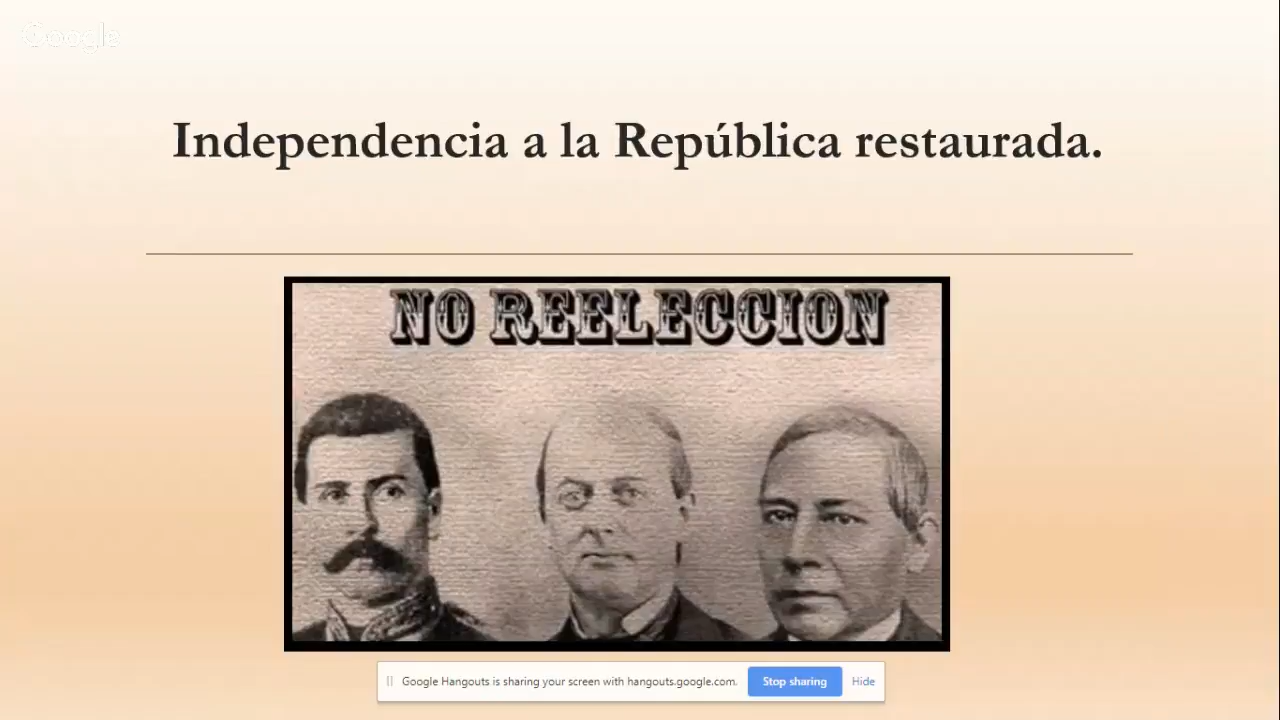 Google
Independencia a la República restaurada.
NO REELECCION
Google Hangouts is sharing your screen with hangouts.google.com.
Stop sharing
Hide